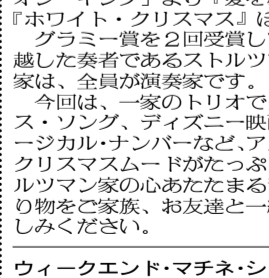 『ホワイト・クリスマス』は
グラミー賞を２回受賞し
越した奏者であるストルツ
家は、全員が演奏家です。
今回は、一家のトリオで
ス・ソング、ディズニー映
ージカル・ナンバーなど、ア
クリスマスムードがたっぷ
ルツマン家の心あたたまる
り物をご家族、お友達と一
しみください。
ウィークエンド・マチネ・シ